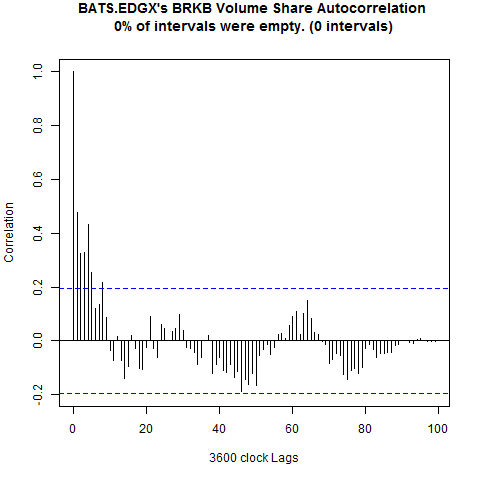 BATS.EDGX's BRKB Volume Share Autocorrelation
0% of intervals were empty. (0 intervals)
Correlation
1.0
0.8
0.6
0.4
0.2
0.0
-0.2
0 20 40 60 80 100
3600 clock Lags